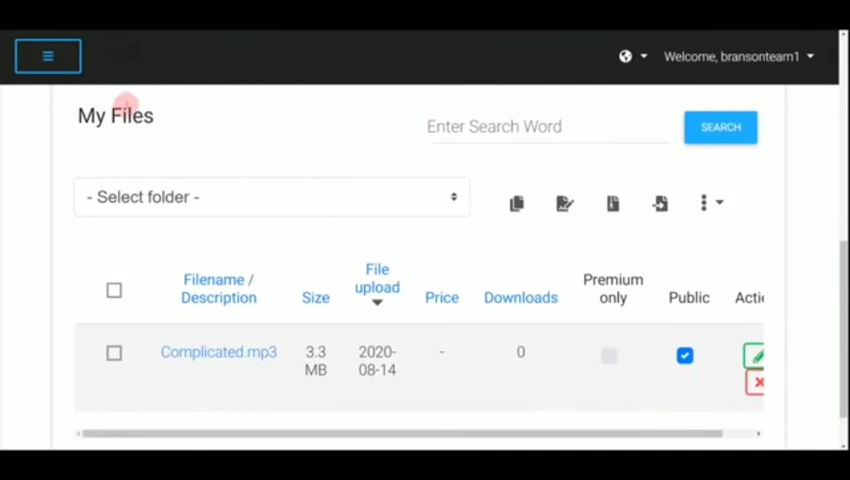 Welcome, bransonteam1
My Files
Enter Search Word
SEARCH
- Select folder -
Filename /
Description
Size
File
upload
Price
Downloads
Premium
only
Public
Actic
Complicated.mp3
3.3
MB
2020-
08-14
-
0